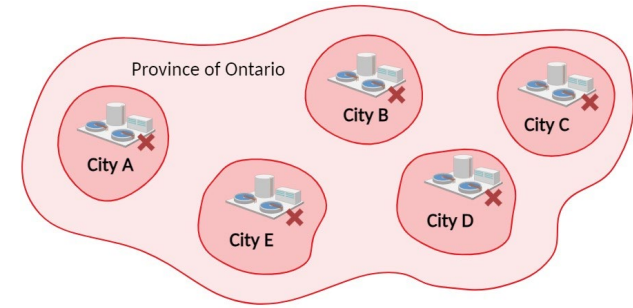 Province of Ontario
City B
City C
City A
City D
City E